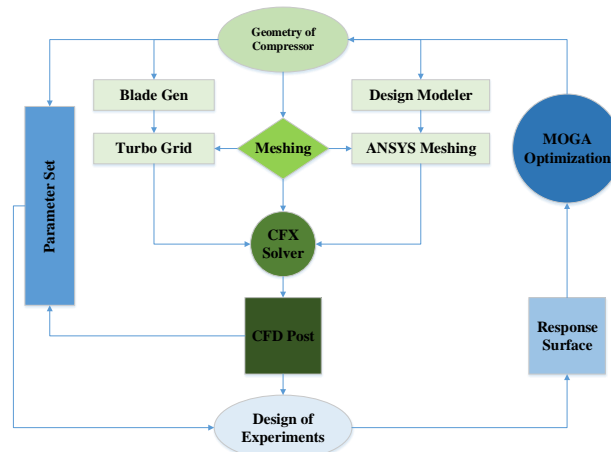 Geometry of
Compressor
Blade Gen
Design Modeler
Turbo Grid
Meshing
ANSYS Meshing
MOGA
Optimization
Parameter Set
CFX
Solver
CFD Post
Response
Surface
Design of
Experiments